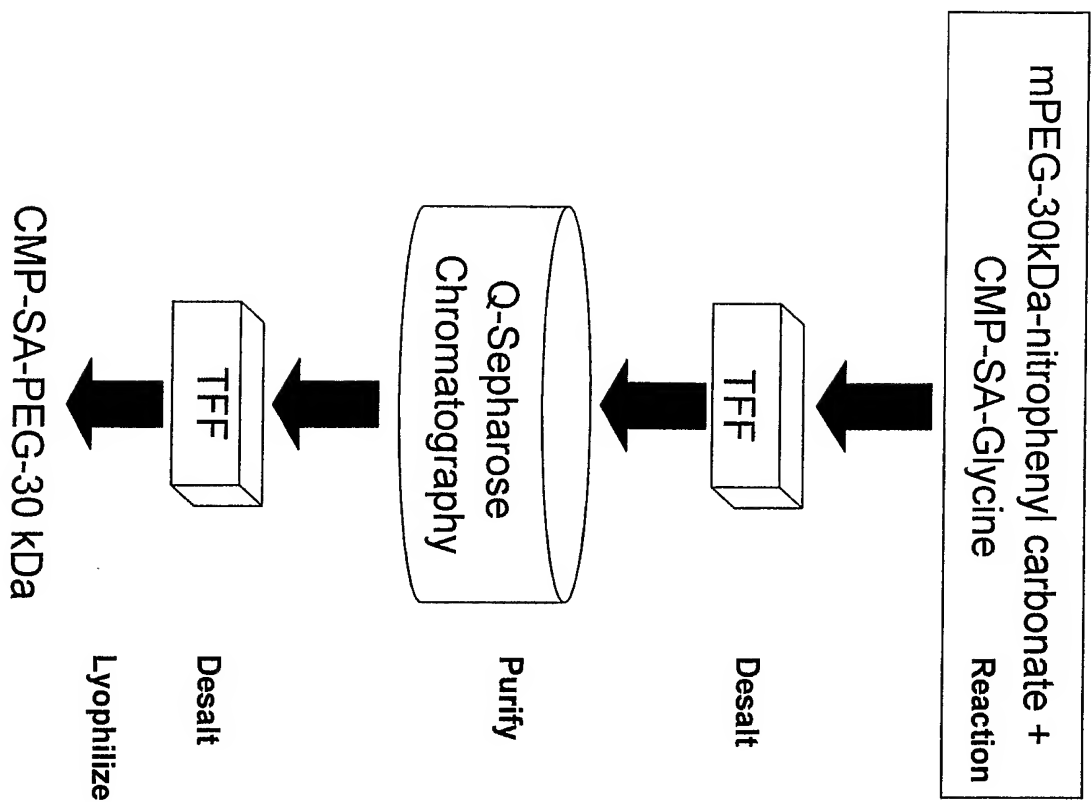 mPEG-30kDa-nitrophenyl carbonate +
CMP-SA-Glycine
Reaction
TFF
Desalt
Q-Sepharose
Chromatography
Purify
TFF
Desalt
Lyophilize
CMP-SA-PEG-30 kDa